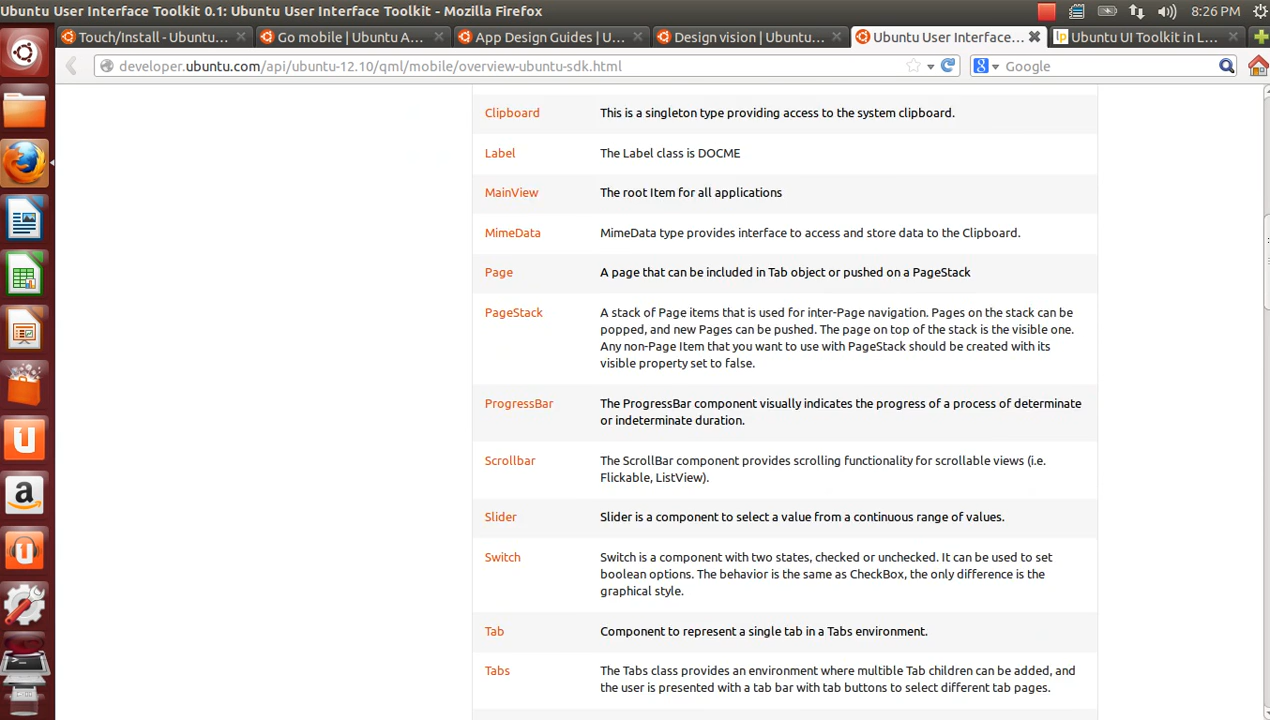 Ubuntu User Interface Toolkit 0.1: Ubuntu User Interface Toolkit - Mozilla Firefox
8:26 PM
Touch/Install - Ubuntu...
Go mobile | Ubuntu A...
App Design Guides | U...
Design vision | Ubuntu...
Ubuntu User Interface...
Ubuntu UI Toolkit in L...
developer.ubuntu.com/api/ubuntu-12.10/qml/mobile/overview-ubuntu-sdk.html
Google
Clipboard This is a singleton type providing access to the system clipboard.
Label The Label class is DOCME
MainView The root Item for all applications
MimeData MimeData type provides interface to access and store data to the Clipboard.
Page A page that can be included in Tab object or pushed on a PageStack
PageStack A stack of Page items that is used for inter-Page navigation. Pages on the stack can be
popped, and new Pages can be pushed. The page on top of the stack is the visible one.
Any non-Page Item that you want to use with PageStack should be created with its
visible property set to false.
ProgressBar The ProgressBar component visually indicates the progress of a process of determinate
or indeterminate duration.
Scrollbar The ScrollBar component provides scrolling functionality for scrollable views (i.e.
Flickable, ListView).
Slider Slider is a component to select a value from a continuous range of values.
Switch Switch is a component with two states, checked or unchecked. It can be used to set
boolean options. The behavior is the same as CheckBox, the only difference is the
graphical style.
Tab Component to represent a single tab in a Tabs environment.
Tabs The Tabs class provides an environment where multiple Tab children can be added, and
the user is presented with a tab bar with tab buttons to select different tab pages.